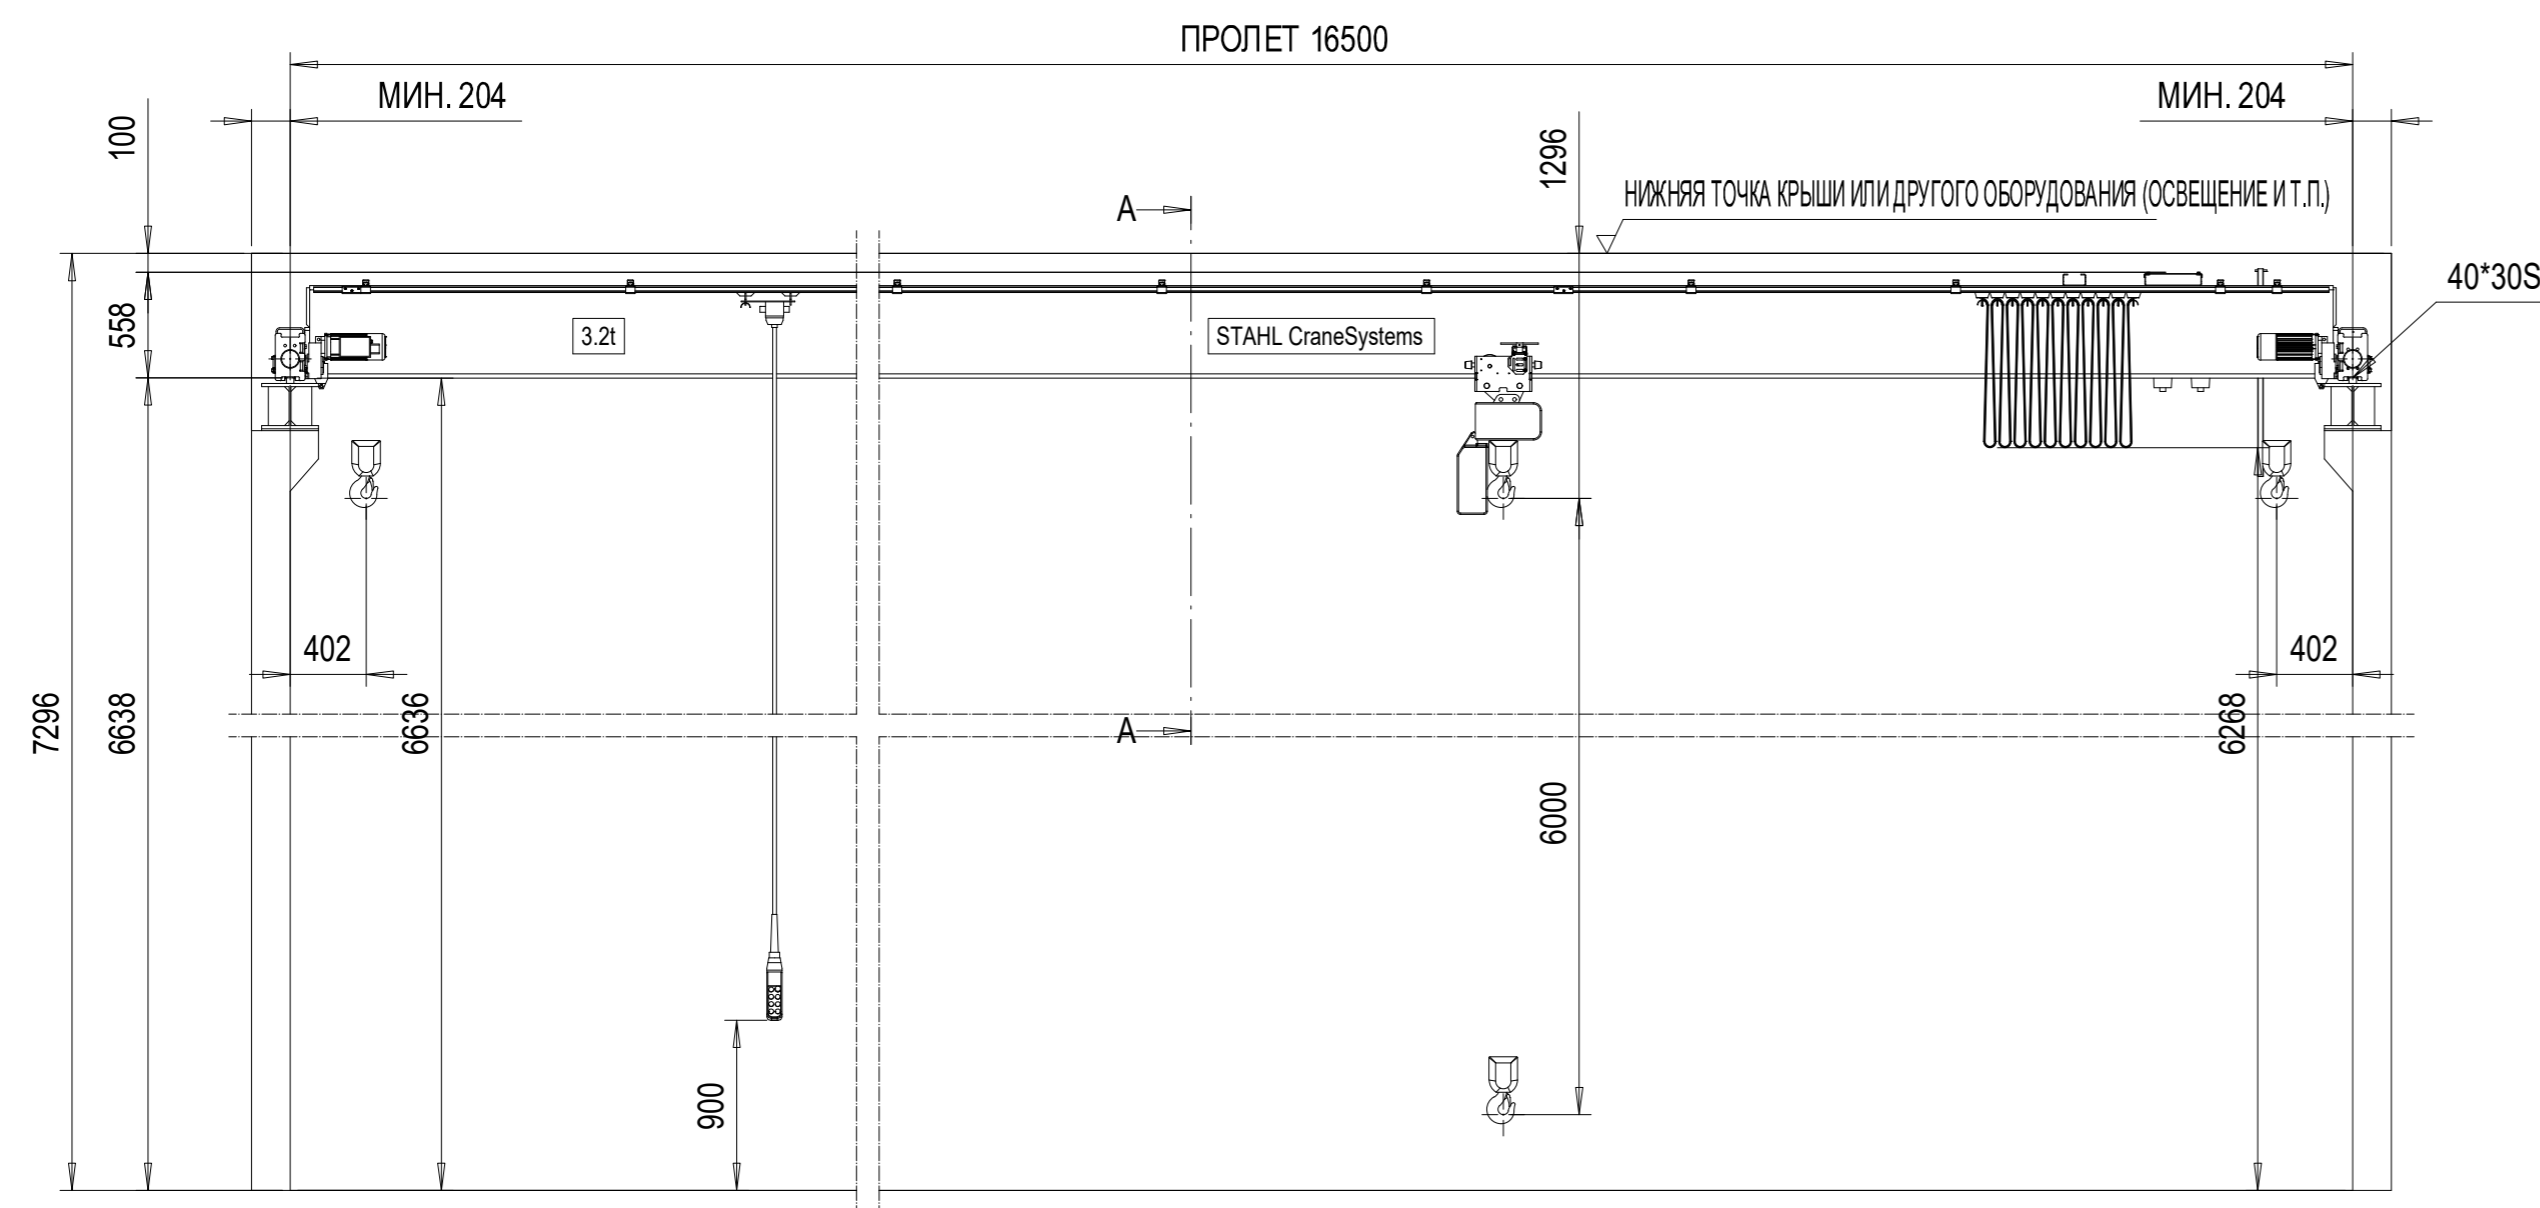 ПРОЛЕТ 16500
МИН. 204
МИН. 204
100
1296
НИЖНЯЯ ТОЧКА КРЫШИ ИЛИ ДРУГОГО ОБОРУДОВАНИЯ (ОСВЕЩЕНИЕ И Т.П.)
A
40*30S
558
3.2t
STAHL CraneSystems
402
402
7296
6638
6636
A
6268
6000
900